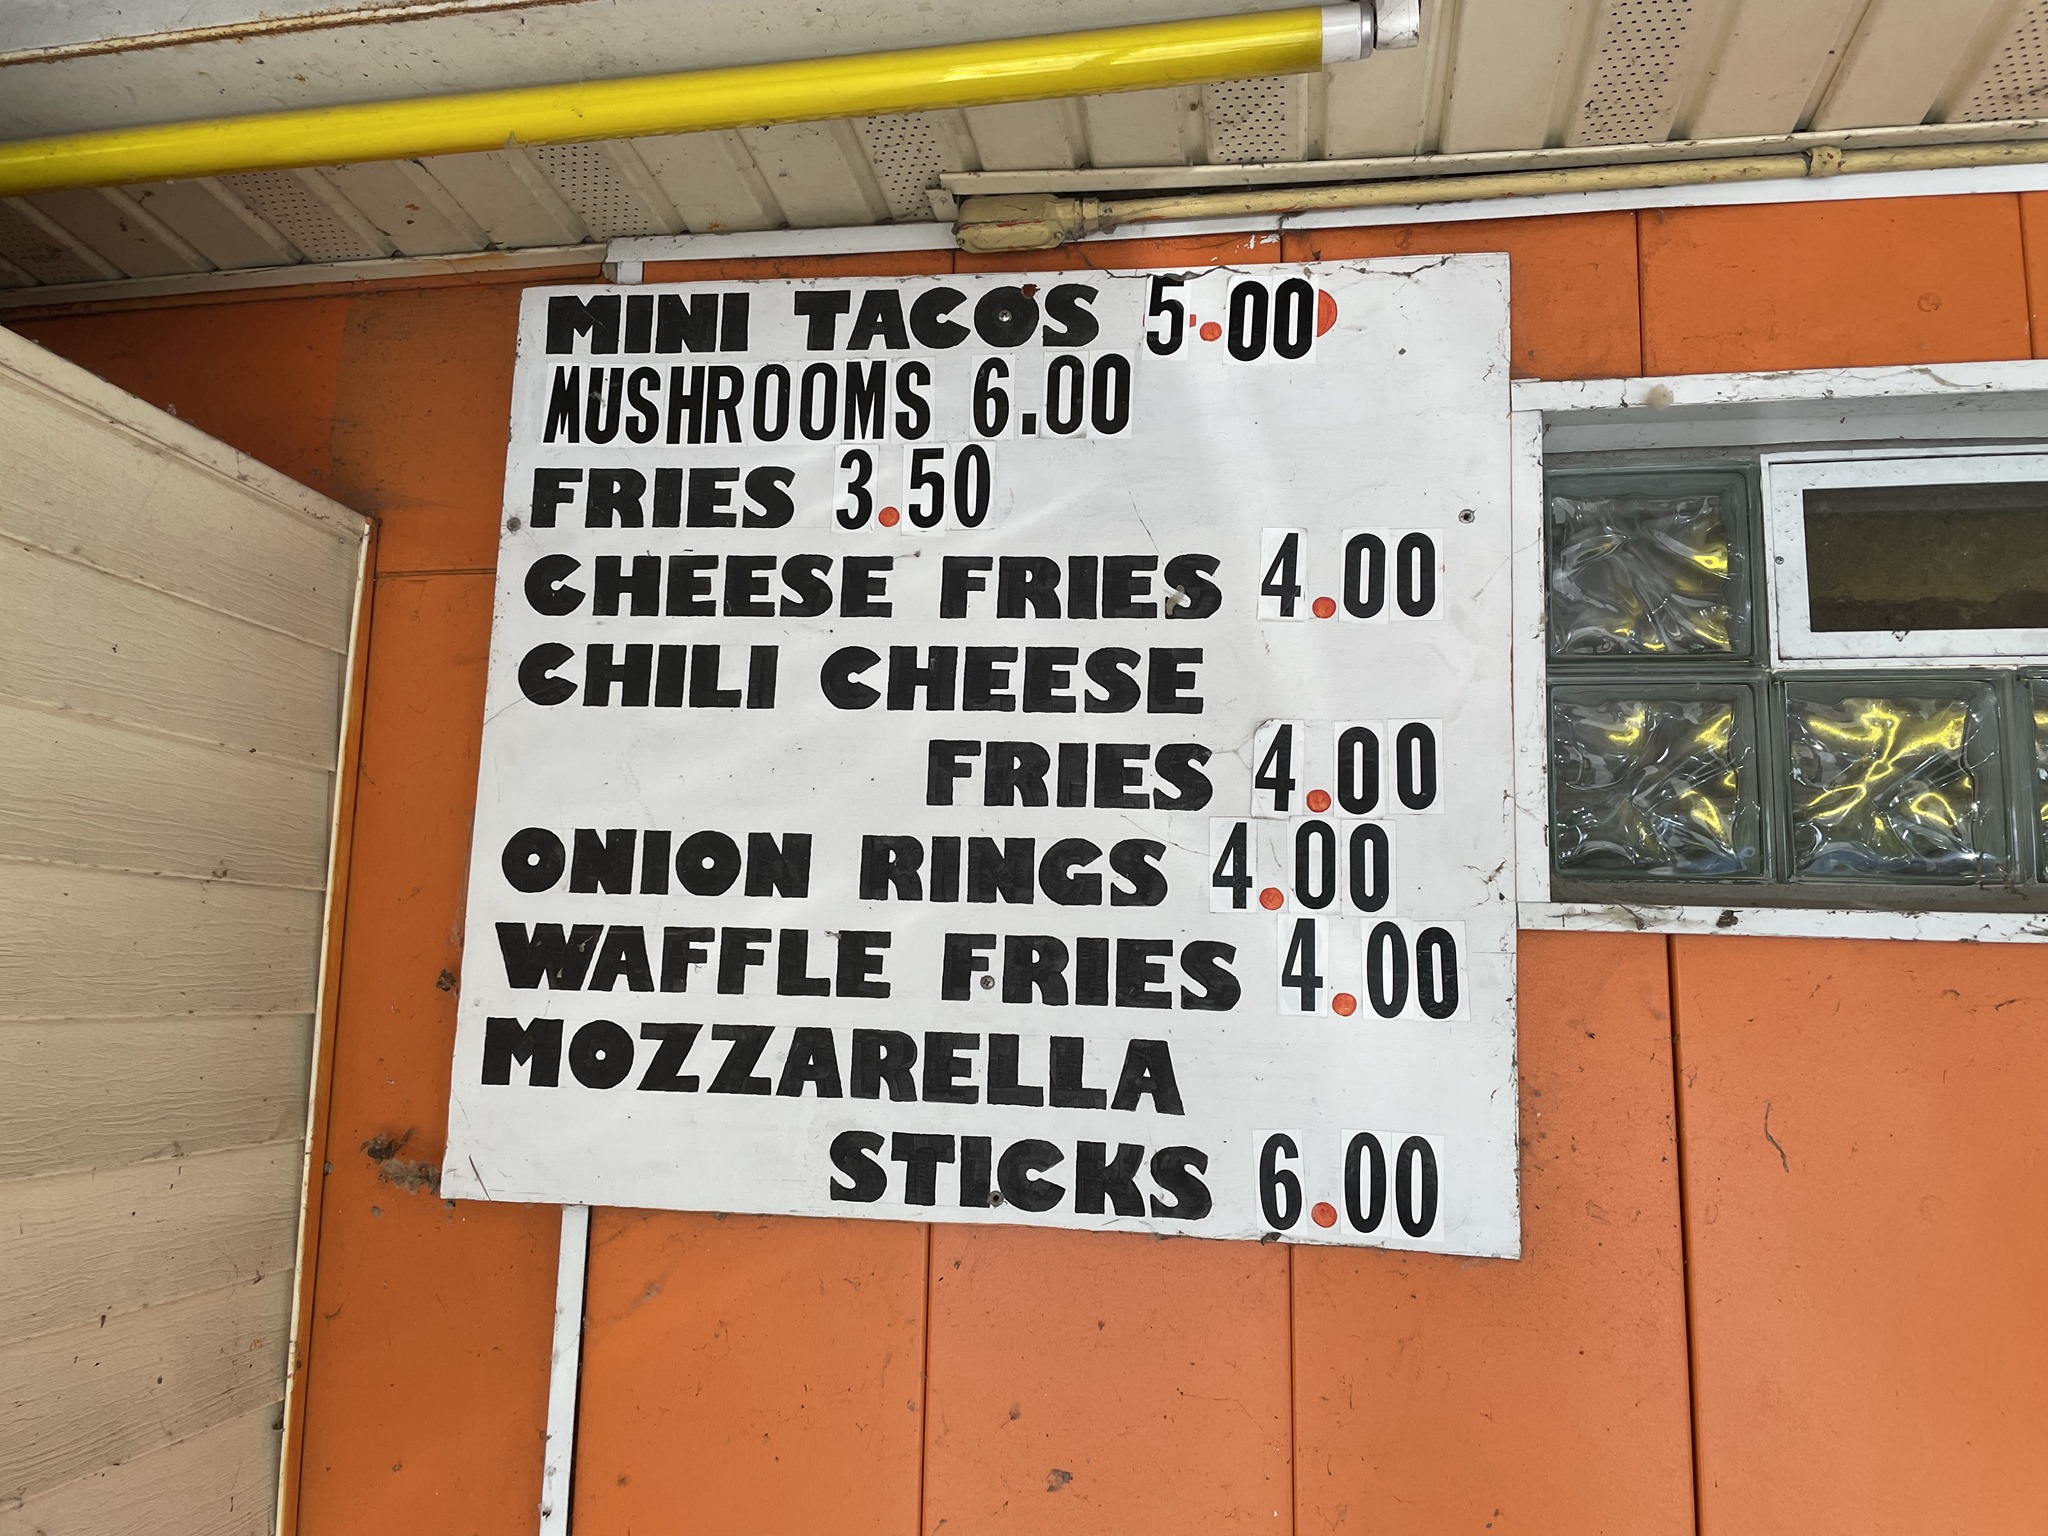 MINI TACOS 5.00
MUSHROOMS 6.00
FRIES 3.50
CHEESE FRIES 4.00
CHILI CHEESE
FRIES 4.00
ONION RINGS 4.00
WAFFLE FRIES 4.00
MOZZARELLA
STICKS 6.00